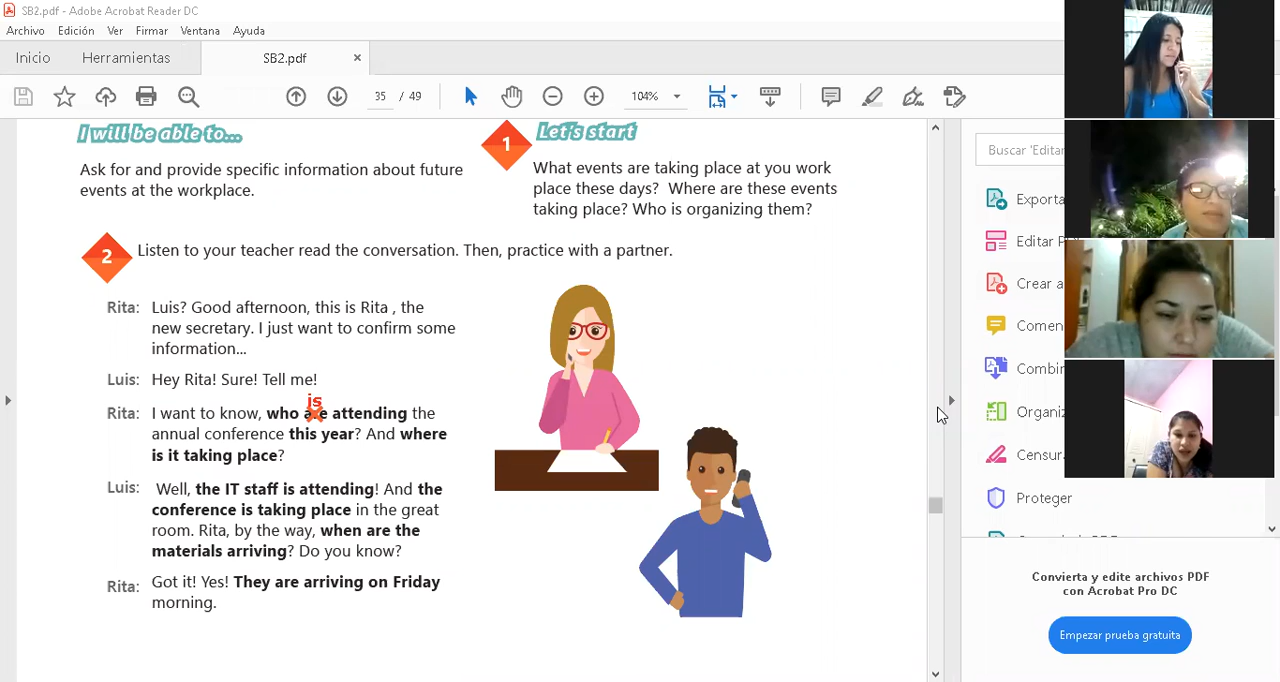 SB2.pdf - Adobe Acrobat Reader DC
Archivo Edición Ver Firmar Ventana Ayuda
Inicio Herramientas SB2.pdf ×
35 / 49 104%
I will be able to...
Ask for and provide specific information about future
events at the workplace.
1 Let's start
What events are taking place at you work
place these days? Where are these events
taking place? Who is organizing them?
2 Listen to your teacher read the conversation. Then, practice with a partner.
Rita: Luis? Good afternoon, this is Rita , the
new secretary. I just want to confirm some
information...
Luis: Hey Rita! Sure! Tell me!
is
Rita: I want to know, who are attending the
annual conference this year? And where
is it taking place?
Luis: Well, the IT staff is attending! And the
conference is taking place in the great
room. Rita, by the way, when are the
materials arriving? Do you know?
Rita: Got it! Yes! They are arriving on Friday
morning.
Buscar 'Editar
Exporta
Editar P
Crear a
Comen
Combin
Organiz
Censur
Proteger
Convierta y edite archivos PDF
con Acrobat Pro DC
Empezar prueba gratuita